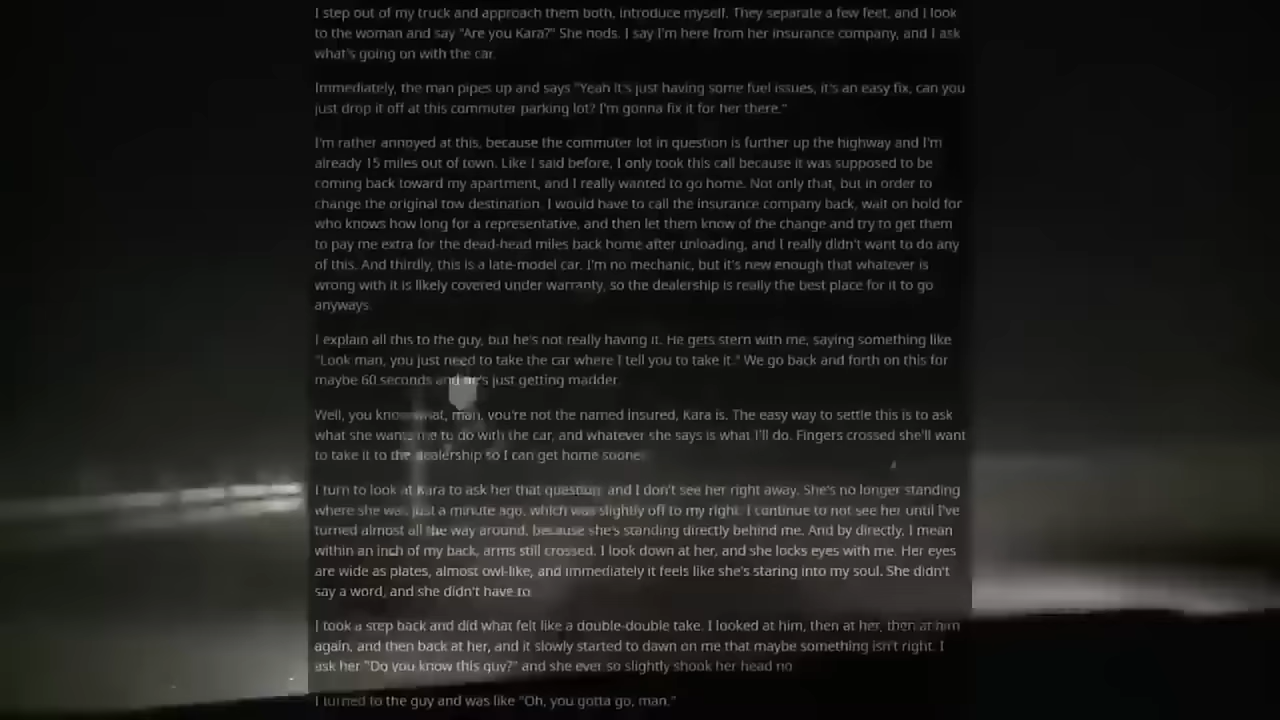 I step out of my truck and approach them both, introduce myself. They separate a few feet, and I look
to the woman and say "Are you Kara?" She nods. I say I'm here from her insurance company, and I ask
what's going on with the car.
Immediately, the man pipes up and says "Yeah it's just having some fuel issues, it's an easy fix, can you
just drop it off at this commuter parking lot? I'm gonna fix it for her there."
I'm rather annoyed at this, because the commuter lot in question is further up the highway and I'm
already 15 miles out of town. Like I said before, I only took this call because it was supposed to be
coming back toward my apartment, and I really wanted to go home. Not only that, but in order to
change the original tow destination. I would have to call the insurance company back, wait on hold for
who knows how long for a representative, and then let them know of the change and try to get them
to pay me extra for the dead-head miles back home after unloading, and I really didn't want to do any
of this. And thirdly, this is a late-model car. I'm no mechanic, but it's new enough that whatever is
wrong with it is likely covered under warranty, so the dealership is really the best place for it to go
anyways.
I explain all this to the guy, but he's not really having it. He gets stern with me, saying something like
"Look man, you just need to take the car where I tell you to take it." We go back and forth on this for
maybe 60 seconds and he's just getting madder.
Well, you know what, man, you're not the named insured, Kara is. The easy way to settle this is to ask
what she wants me to do with the car, and whatever she says is what I'll do. Fingers crossed she'll want
to take it to the dealership so I can get home sooner
I turn to look at Kara to ask her that question, and I don't see her right away. She's no longer standing
where she was just a minute ago, which was slightly off to my right. I continue to not see her until I've
turned almost all the way around, because she's standing directly behind me. And by directly, I mean
within an inch of my back, arms still crossed. I look down at her, and she locks eyes with me. Her eyes
are wide as plates, almost owl-like, and immediately it feels like she's staring into my soul. She didn't
say a word, and she didn't have to
I took a step back and did what felt like a double-double take. I looked at him, then at her, then at him
again, and then back at her, and it slowly started to dawn on me that maybe something isn't right. I
ask her "Do you know this guy?" and she ever so slightly shook her head no
I turned to the guy and was like "Oh, you gotta go, man."